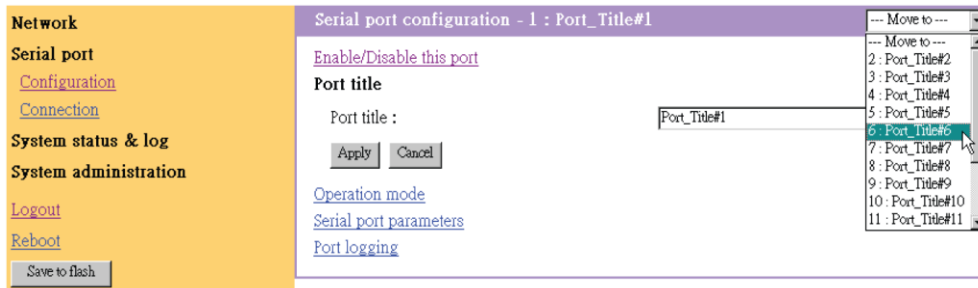 Network
Serial port
Configuration
Connection
System status & log
System administration
Logout
Reboot
Save to flash
Serial port configuration - 1 : Port_Title#1
--- Move to ---
Enable/Disable this port
Port title
Port title :
Port_Title#1
Apply Cancel
Operation mode
Serial port parameters
Port logging
--- Move to ---
2 : Port_Title#2
3 : Port_Title#3
4 : Port_Title#4
5 : Port_Title#5
6 : Port_Title#6
7 : Port_Title#7
8 : Port_Title#8
9 : Port_Title#9
10 : Port_Title#10
11 : Port_Title#11